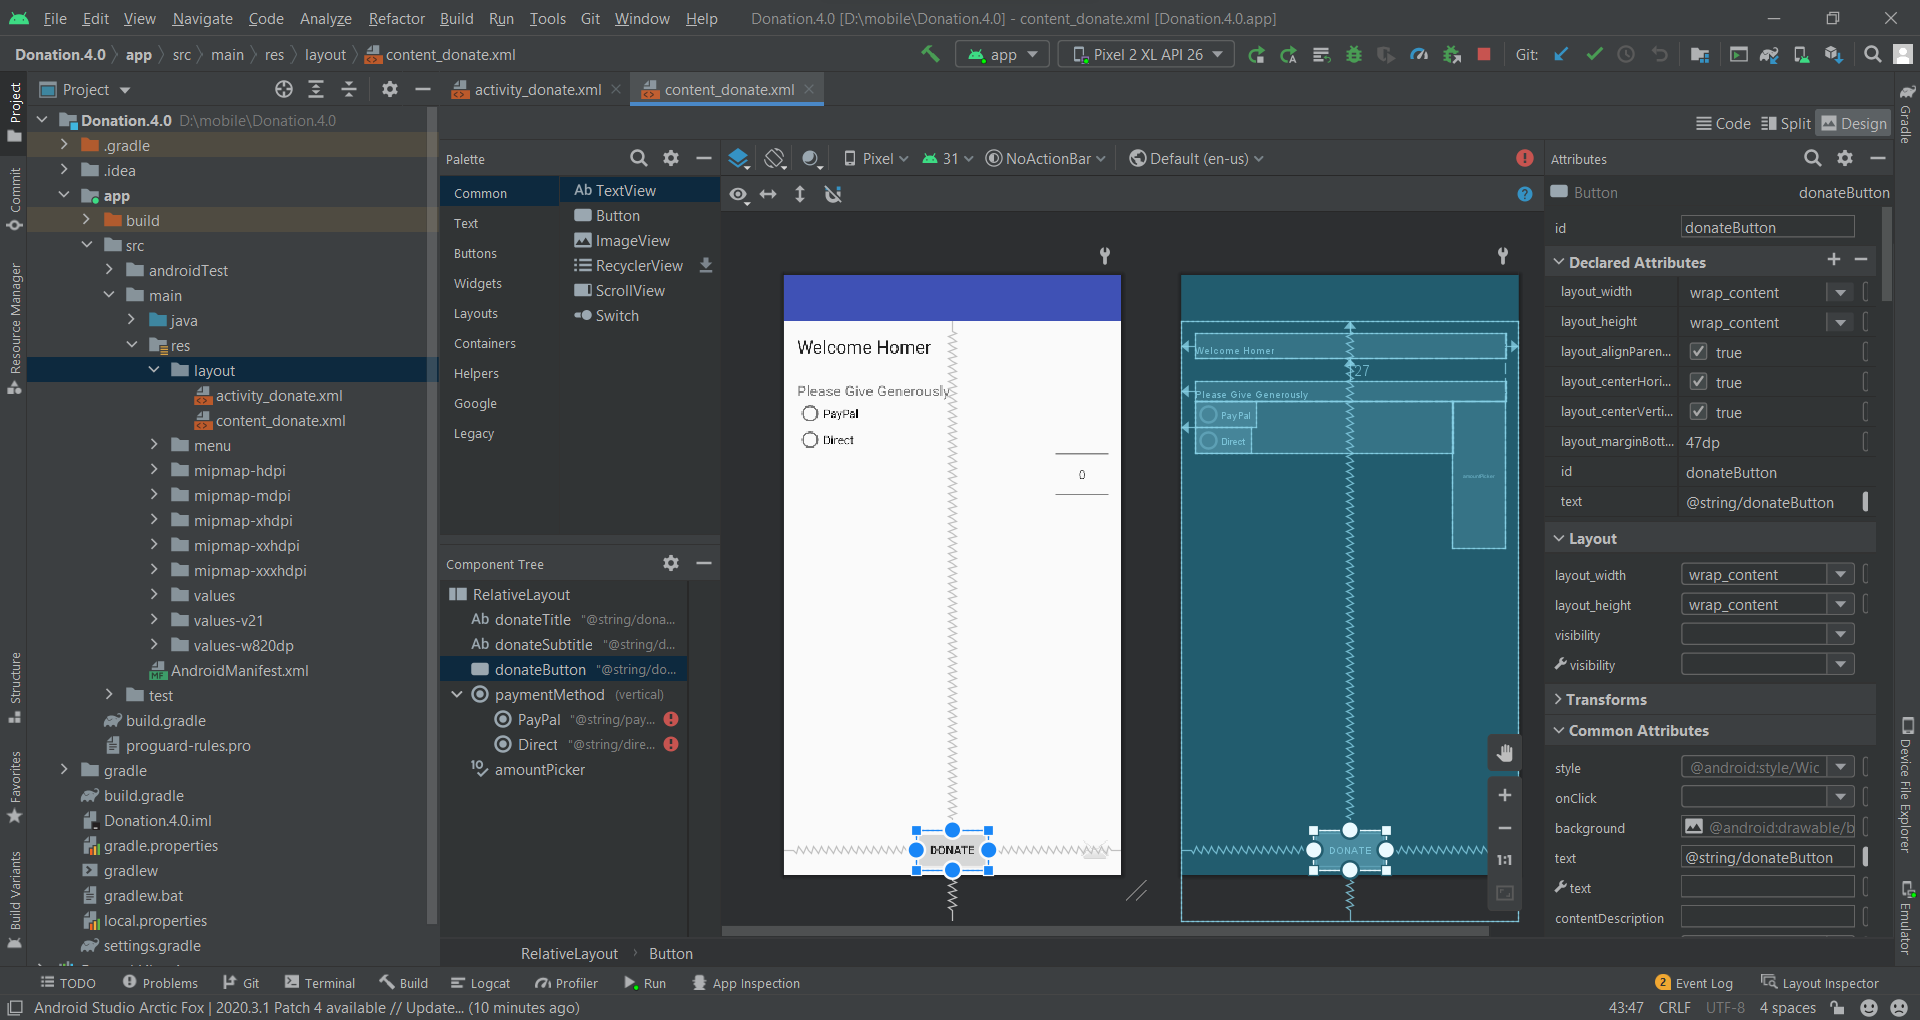 File Edit View Navigate Code Analyze Refactor Build Run Tools Git Window Help Donation.4.0 [D:\mobile\Donation.4.0] - content_donate.xml [Donation.4.0.app]
Donation.4.0 app src main res layout content_donate.xml app Pixel 2 XL API 26 Git:
Project activity_donate.xml content_donate.xml
Donation.4.0 D:\mobile\Donation.4.0
.gradle
.idea
app
build
src
androidTest
main
java
res
layout
activity_donate.xml
content_donate.xml
menu
mipmap-hdpi
mipmap-mdpi
mipmap-xhdpi
mipmap-xxhdpi
mipmap-xxxhdpi
values
values-v21
values-w820dp
AndroidManifest.xml
test
build.gradle
proguard-rules.pro
gradle
build.gradle
Donation.4.0.iml
gradle.properties
gradlew
gradlew.bat
local.properties
settings.gradle
Project
Commit
Resource Manager
Structure
Favorites
Build Variants
Code Split Design
Palette
Common
Text
Buttons
Widgets
Layouts
Containers
Helpers
Google
Legacy
Ab TextView
Button
ImageView
RecyclerView
ScrollView
Switch
Component Tree
RelativeLayout
Ab donateTitle "@string/dona...
Ab donateSubtitle "@string/d...
donateButton "@string/do...
paymentMethod (vertical)
PayPal "@string/pay...
Direct "@string/dire...
amountPicker
Pixel 31 NoActionBar Default (en-us)
Welcome Homer
Please Give Generously
PayPal
Direct
0
DONATE
Welcome Homer
27
Please Give Generously
PayPal
Direct
amountPicker
DONATE
1:1
RelativeLayout Button
Attributes
Button donateButton
id donateButton
Declared Attributes
layout_width wrap_content
layout_height wrap_content
layout_alignParen... true
layout_centerHori... true
layout_centerVerti... true
layout_marginBott... 47dp
id donateButton
text @string/donateButton
Layout
layout_width wrap_content
layout_height wrap_content
visibility
visibility
Transforms
Common Attributes
style @android:style/Wic
onClick
background @android:drawable/b
text @string/donateButton
text
contentDescription
Gradle
Device File Explorer
Emulator
TODO Problems Git Terminal Build Logcat Profiler Run App Inspection 2 Event Log Layout Inspector
Android Studio Arctic Fox | 2020.3.1 Patch 4 available // Update... (10 minutes ago) 43:47 CRLF UTF-8 4 spaces